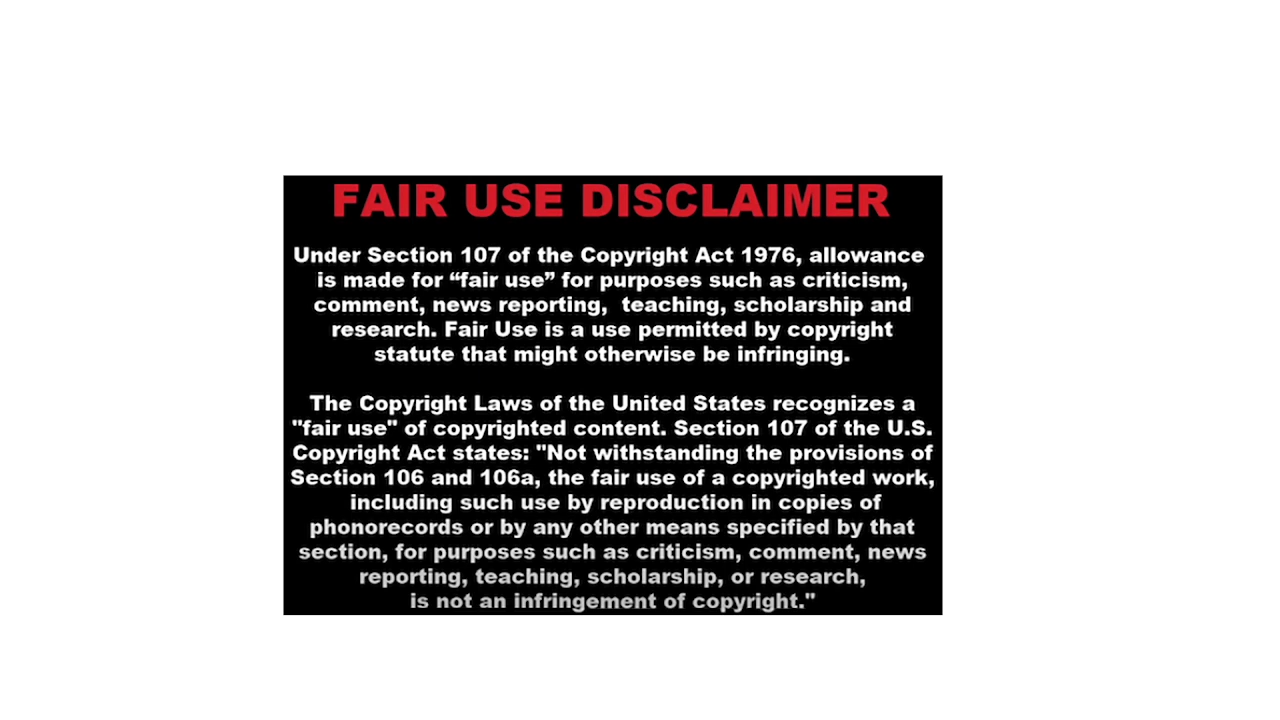 FAIR USE DISCLAIMER
Under Section 107 of the Copyright Act 1976, allowance
is made for “fair use” for purposes such as criticism,
comment, news reporting,  teaching, scholarship and
research. Fair Use is a use permitted by copyright
statute that might otherwise be infringing.
The Copyright Laws of the United States recognizes a
"fair use" of copyrighted content. Section 107 of the U.S.
Copyright Act states: "Not withstanding the provisions of
Section 106 and 106a, the fair use of a copyrighted work,
including such use by reproduction in copies of
phonorecords or by any other means specified by that
section, for purposes such as criticism, comment, news
reporting, teaching, scholarship, or research,
is not an infringement of copyright."